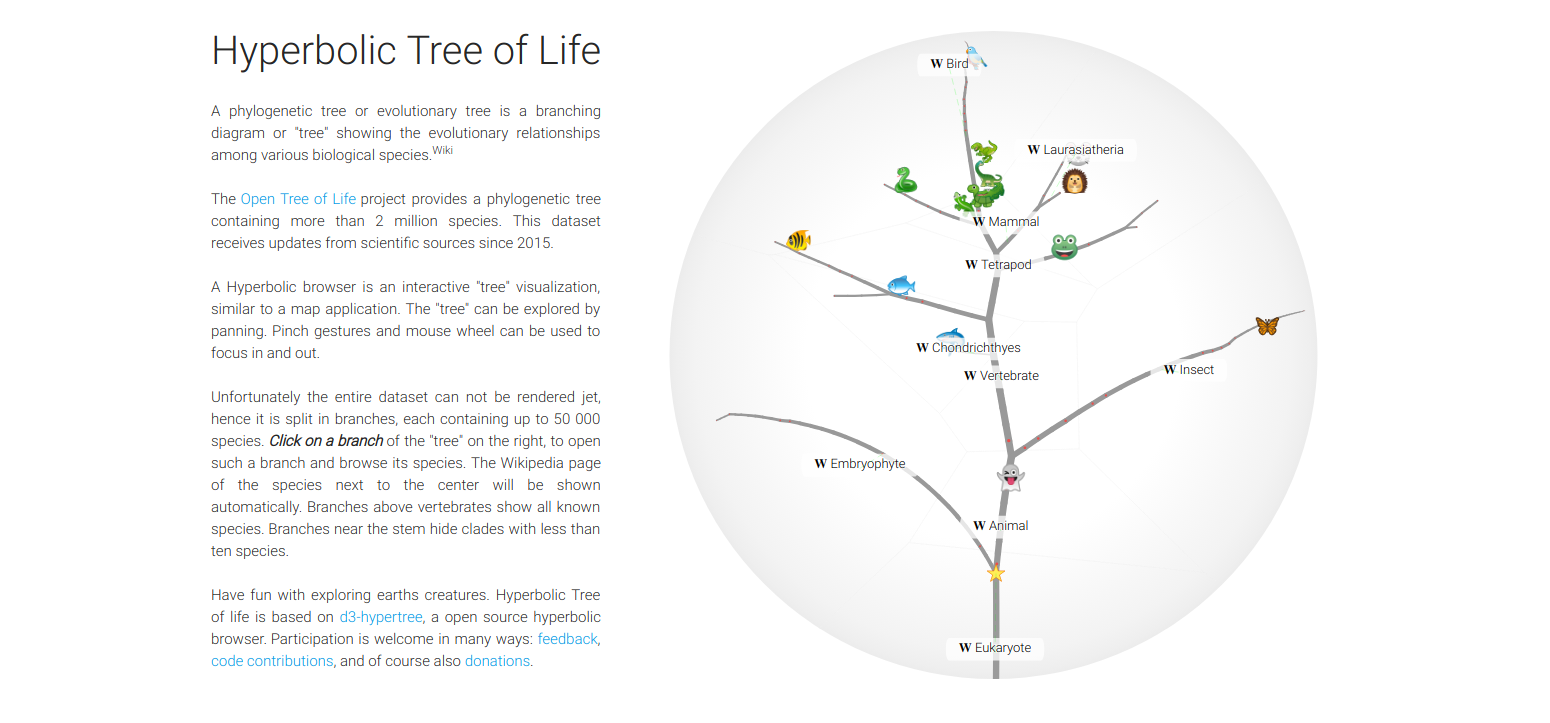 Hyperbolic Tree of Life
A phylogenetic tree or evolutionary tree is a branching
diagram or "tree" showing the evolutionary relationships
among various biological species.Wiki
The Open Tree of Life project provides a phylogenetic tree
containing more than 2 million species. This dataset
receives updates from scientific sources since 2015.
A Hyperbolic browser is an interactive "tree" visualization,
similar to a map application. The "tree" can be explored by
panning. Pinch gestures and mouse wheel can be used to
focus in and out.
Unfortunately the entire dataset can not be rendered jet,
hence it is split in branches, each containing up to 50 000
species. Click on a branch of the "tree" on the right, to open
such a branch and browse its species. The Wikipedia page
of the species next to the center will be shown
automatically. Branches above vertebrates show all known
species. Branches near the stem hide clades with less than
ten species.
Have fun with exploring earths creatures. Hyperbolic Tree
of life is based on d3-hypertree, a open source hyperbolic
browser. Participation is welcome in many ways: feedback,
code contributions, and of course also donations.
W Bird
W Laurasiatheria
W Mammal
W Tetrapod
W Chondrichthyes
W Vertebrate
W Insect
W Embryophyte
W Animal
W Eukaryote